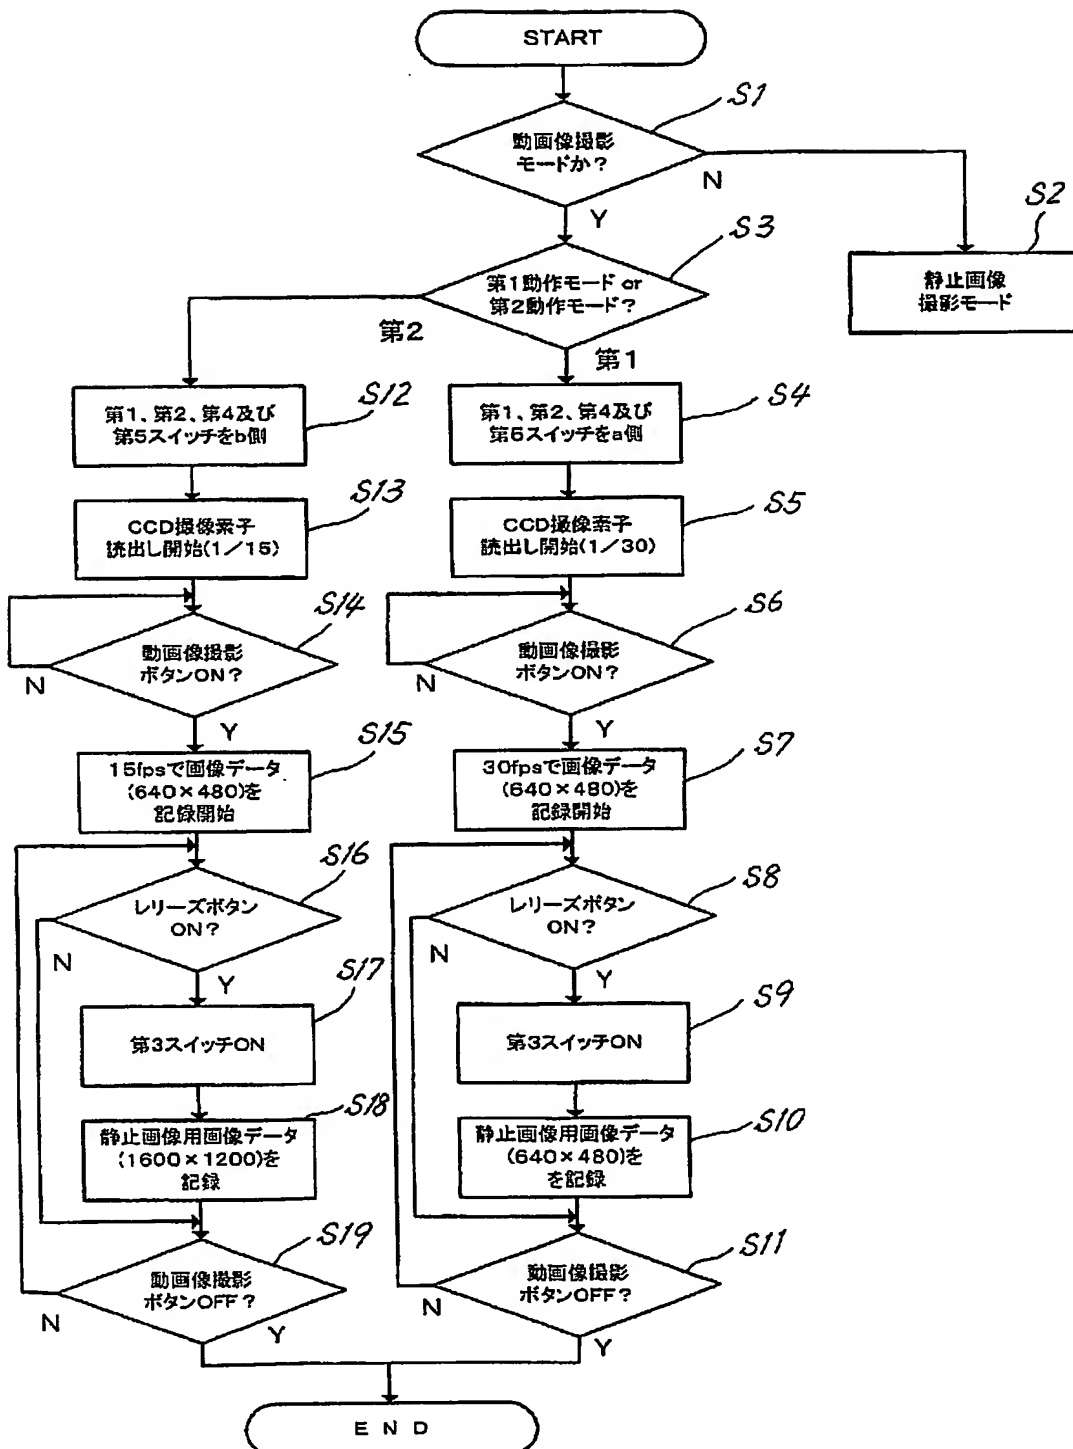 START
S1
動画像撮影
モードか？
N
Y
S2
静止画像
撮影モード
S3
第1動作モード or
第2動作モード？
第2
第1
S12
第1、第2、第4及び
第5スイッチをb側
S4
第1、第2、第4及び
第5スイッチをa側
S13
CCD撮像素子
読出し開始(1／15)
S5
CCD撮像素子
読出し開始(1／30)
S14
動画像撮影
ボタンON？
N
Y
S6
動画像撮影
ボタンON？
N
Y
S15
15fpsで画像データ
(640×480)を
記録開始
S7
30fpsで画像データ
(640×480)を
記録開始
S16
レリーズボタン
ON？
N
Y
S8
レリーズボタン
ON？
N
Y
S17
第3スイッチON
S9
第3スイッチON
S18
静止画像用画像データ
(1600×1200)を
記録
S10
静止画像用画像データ
(640×480)を
を記録
S19
動画像撮影
ボタンOFF？
N
Y
S11
動画像撮影
ボタンOFF？
N
Y
END